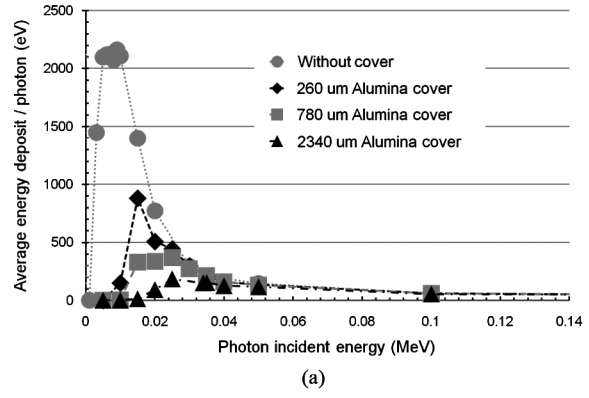 2500
2000
1500
1000
500
0
Average energy deposit / photon (eV)
Without cover
260 um Alumina cover
780 um Alumina cover
2340 um Alumina cover
0 0.02 0.04 0.06 0.08 0.1 0.12 0.14
Photon incident energy (MeV)
(a)